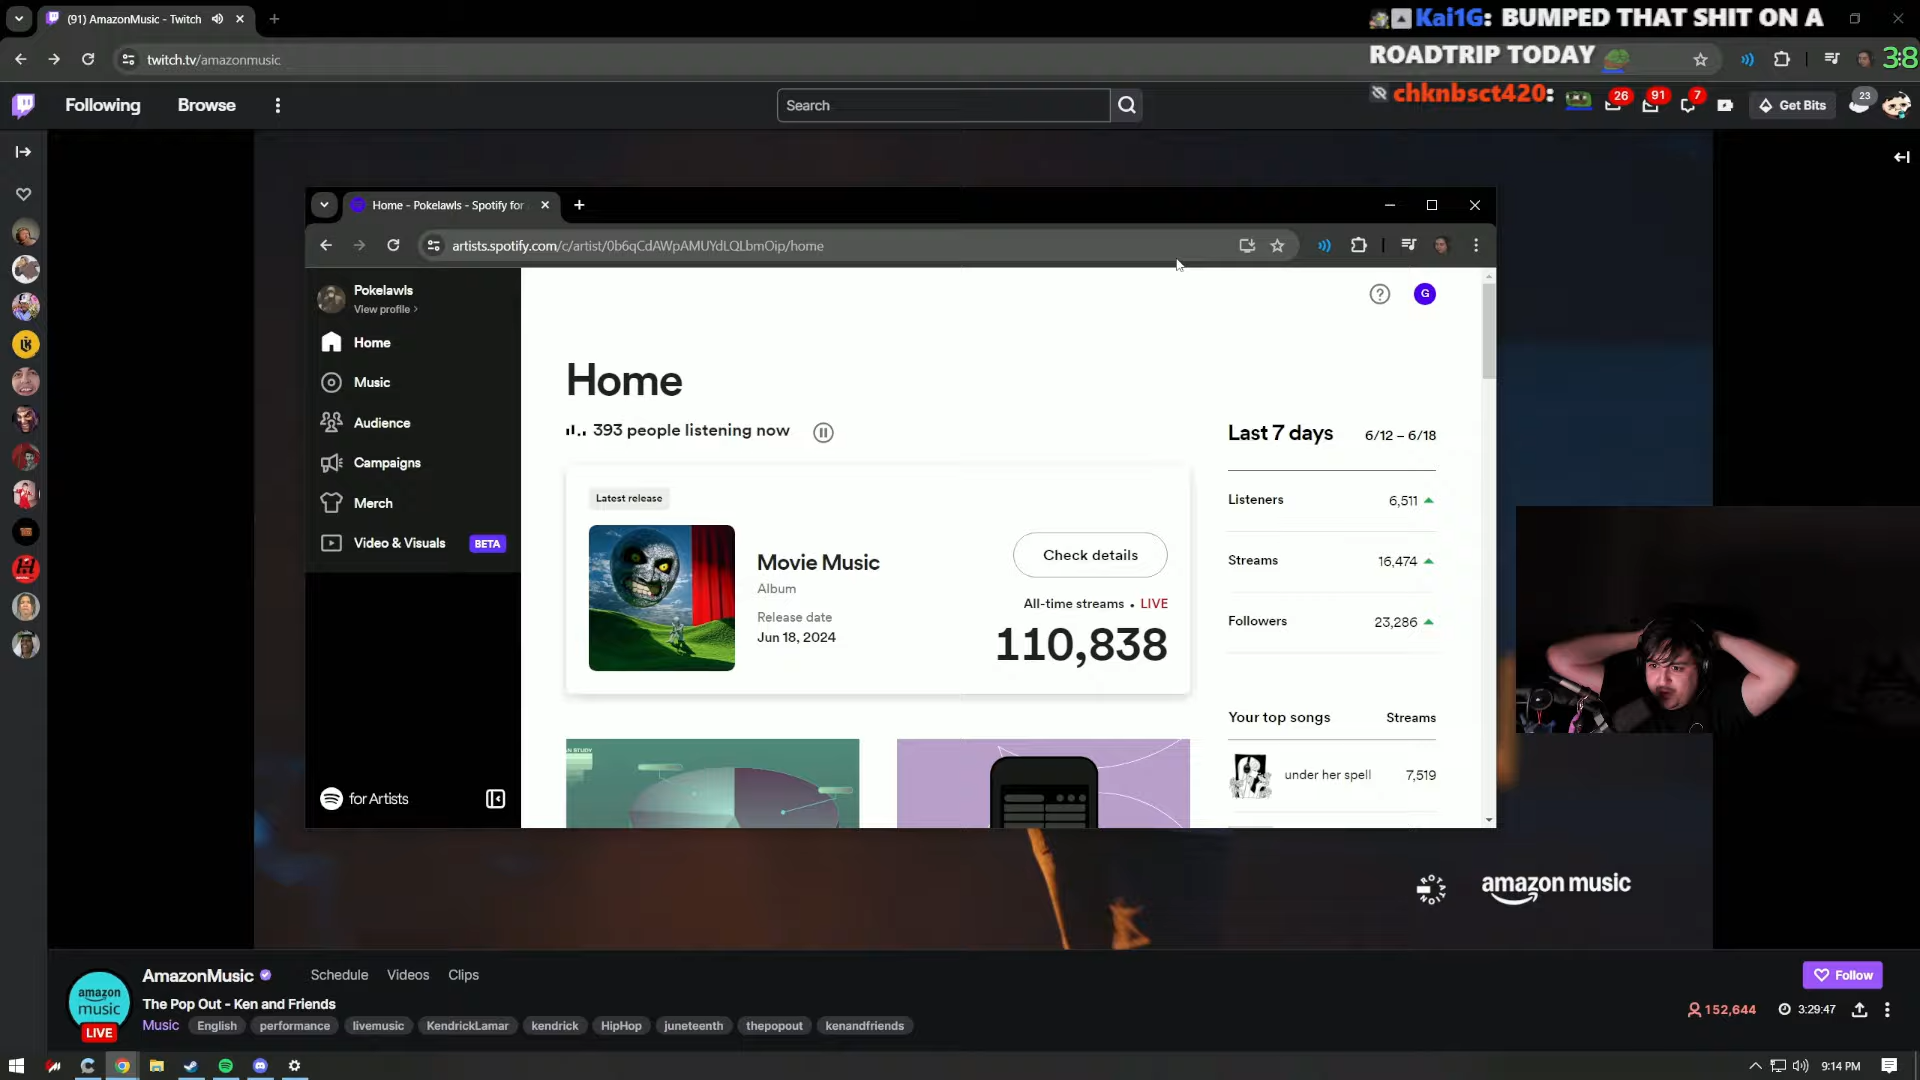 (91) AmazonMusic - Twitch
Kai1G: BUMPED THAT SHIT ON A
ROADTRIP TODAY
twitch.tv/amazonmusic
38
Following
Browse
Search
chknbsct420:
26
91
7
Get Bits
23
Home - Pokelawls - Spotify for
artists.spotify.com/c/artist/0b6qCdAWpAMUYdLQLbmOip/home
Pokelawls
View profile
Home
Music
Audience
Campaigns
Merch
Video & Visuals
BETA
for Artists
G
Home
393 people listening now
Latest release
Movie Music
Album
Release date
Jun 18, 2024
Check details
All-time streams • LIVE
110,838
Last 7 days
6/12 – 6/18
Listeners
6,511
Streams
16,474
Followers
23,286
Your top songs
Streams
under her spell
7,519
ROTATION
amazon music
amazon
music
LIVE
AmazonMusic
Schedule
Videos
Clips
The Pop Out - Ken and Friends
Music
English
performance
livemusic
KendrickLamar
kendrick
HipHop
juneteenth
thepopout
kenandfriends
Follow
152,644
3:29:47
9:14 PM